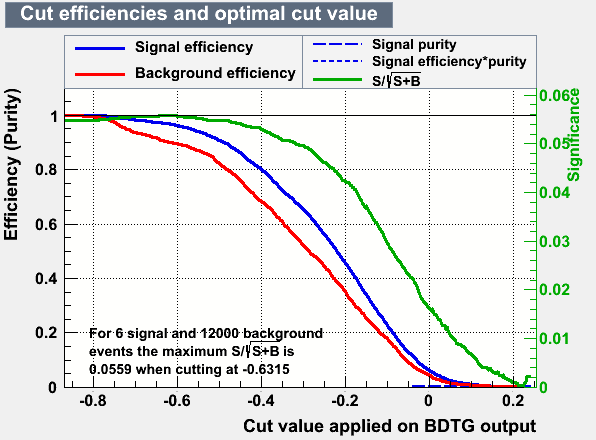 Cut efficiencies and optimal cut value
Signal efficiency
Background efficiency
Signal purity
Signal efficiency*purity
S/√S+B
Efficiency (Purity)
1
0.8
0.6
0.4
0.2
0
Significance
0.06
0.05
0.04
0.03
0.02
0.01
0
For 6 signal and 12000 background
events the maximum S/√S+B is
0.0559 when cutting at -0.6315
-0.8 -0.6 -0.4 -0.2 0 0.2
Cut value applied on BDTG output